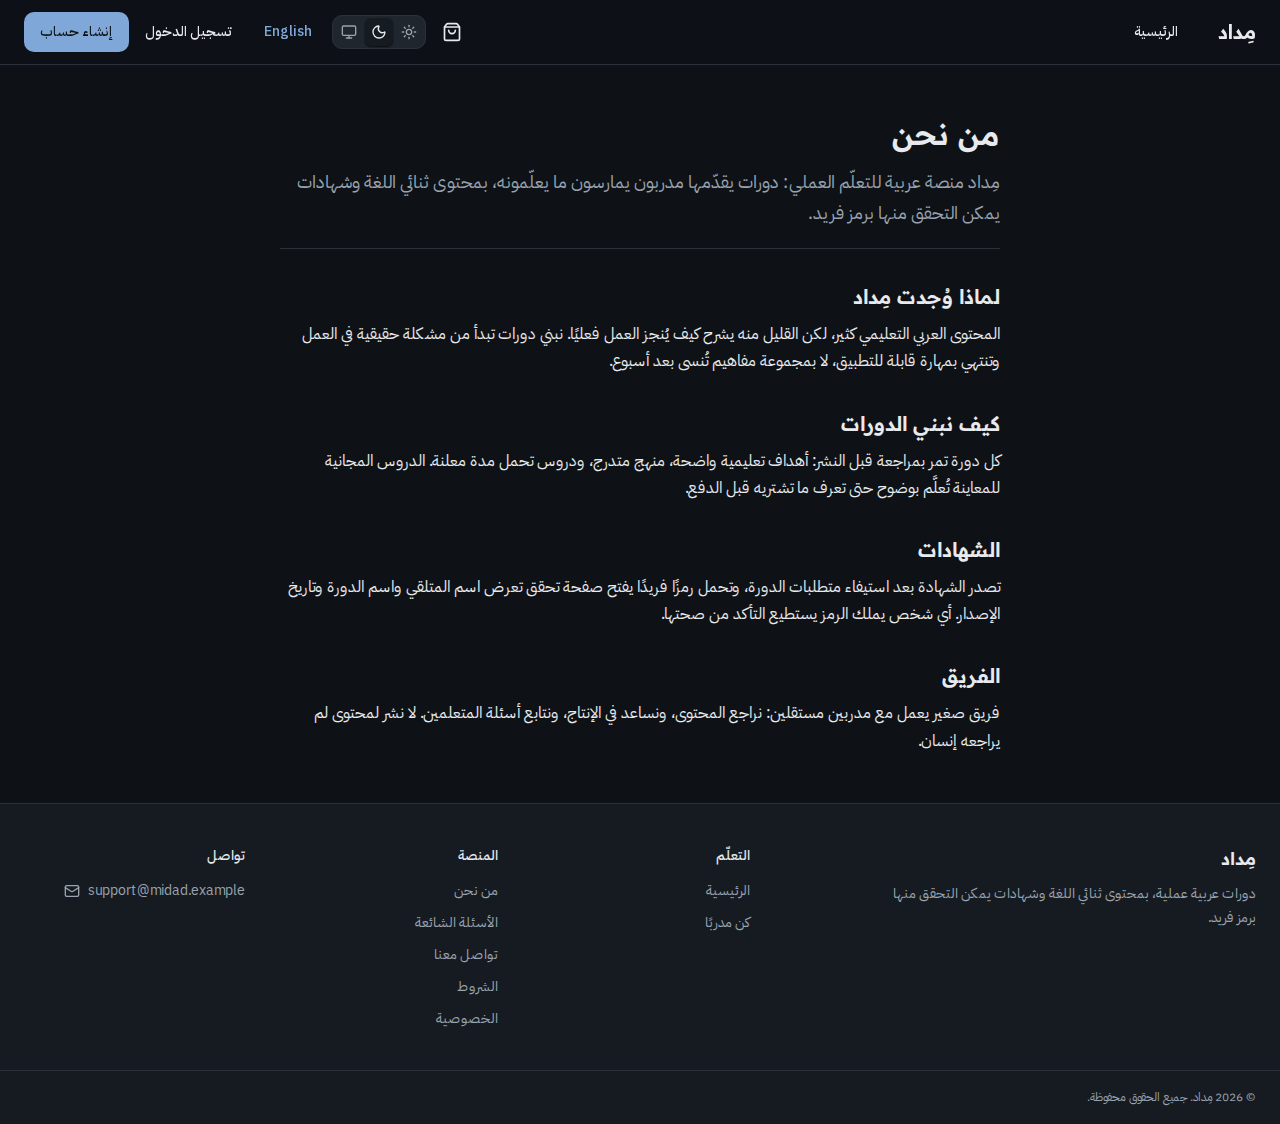 مِداد
الرئيسية
English
تسجيل الدخول
إنشاء حساب
من نحن
مِداد منصة عربية للتعلّم العملي: دورات يقدّمها مدربون يمارسون ما يعلّمونه، بمحتوى ثنائي اللغة وشهادات
يمكن التحقق منها برمز فريد.
لماذا وُجدت مِداد
المحتوى العربي التعليمي كثير، لكن القليل منه يشرح كيف يُنجز العمل فعليًا. نبني دورات تبدأ من مشكلة حقيقية في العمل
وتنتهي بمهارة قابلة للتطبيق، لا بمجموعة مفاهيم تُنسى بعد أسبوع.
كيف نبني الدورات
كل دورة تمر بمراجعة قبل النشر: أهداف تعليمية واضحة، منهج متدرج، ودروس تحمل مدة معلنة. الدروس المجانية
للمعاينة تُعلَّم بوضوح حتى تعرف ما تشتريه قبل الدفع.
الشهادات
تصدر الشهادة بعد استيفاء متطلبات الدورة، وتحمل رمزًا فريدًا يفتح صفحة تحقق تعرض اسم المتلقي واسم الدورة وتاريخ
الإصدار. أي شخص يملك الرمز يستطيع التأكد من صحتها.
الفريق
فريق صغير يعمل مع مدربين مستقلين: نراجع المحتوى، ونساعد في الإنتاج، ونتابع أسئلة المتعلمين. لا نشر لمحتوى لم
يراجعه إنسان.
مِداد
دورات عربية عملية، بمحتوى ثنائي اللغة وشهادات يمكن التحقق منها
برمز فريد.
التعلّم
الرئيسية
كن مدربًا
المنصة
من نحن
الأسئلة الشائعة
تواصل معنا
الشروط
الخصوصية
تواصل
support@midad.example
© 2026 مِداد. جميع الحقوق محفوظة.